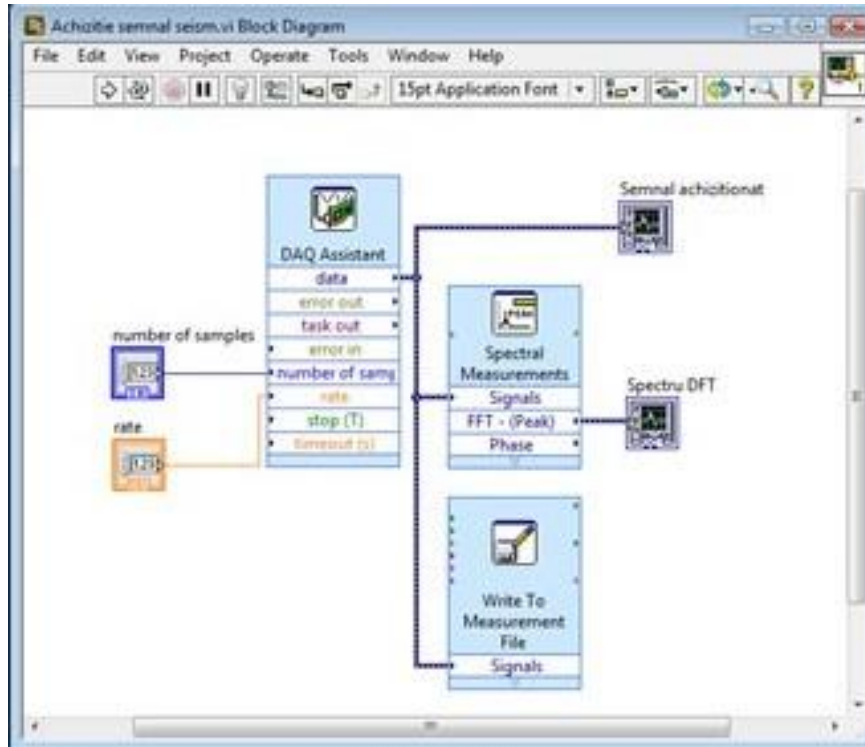 Achizitie semnal seism.vi Block Diagram
File Edit View Project Operate Tools Window Help
15pt Application Font
DAQ Assistant
data
error out
task out
error in
number of samp
rate
stop (T)
timeout (s)
number of samples
123
rate
123
Semnal achizitionat
Spectral
Measurements
Signals
FFT - (Peak)
Phase
Spectru DFT
Write To
Measurement
File
Signals